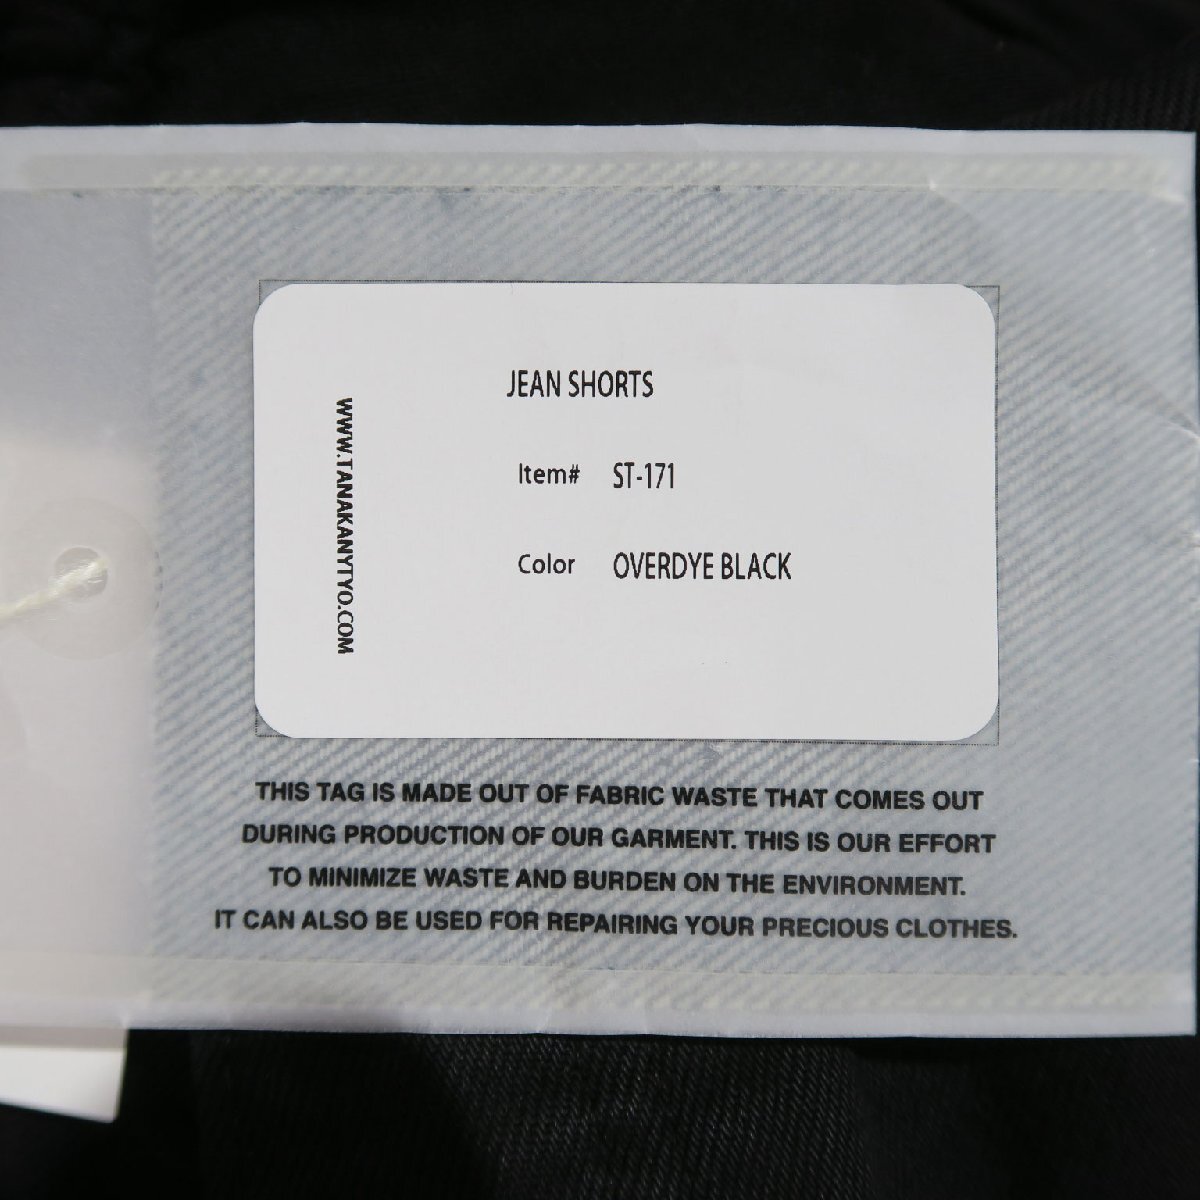 JEAN SHORTS
WWW.TANAKANYTYO.COM
Item# ST-171
Color OVERDYE BLACK
THIS TAG IS MADE OUT OF FABRIC WASTE THAT COMES OUT
DURING PRODUCTION OF OUR GARMENT. THIS IS OUR EFFORT
TO MINIMIZE WASTE AND BURDEN ON THE ENVIRONMENT.
IT CAN ALSO BE USED FOR REPAIRING YOUR PRECIOUS CLOTHES.